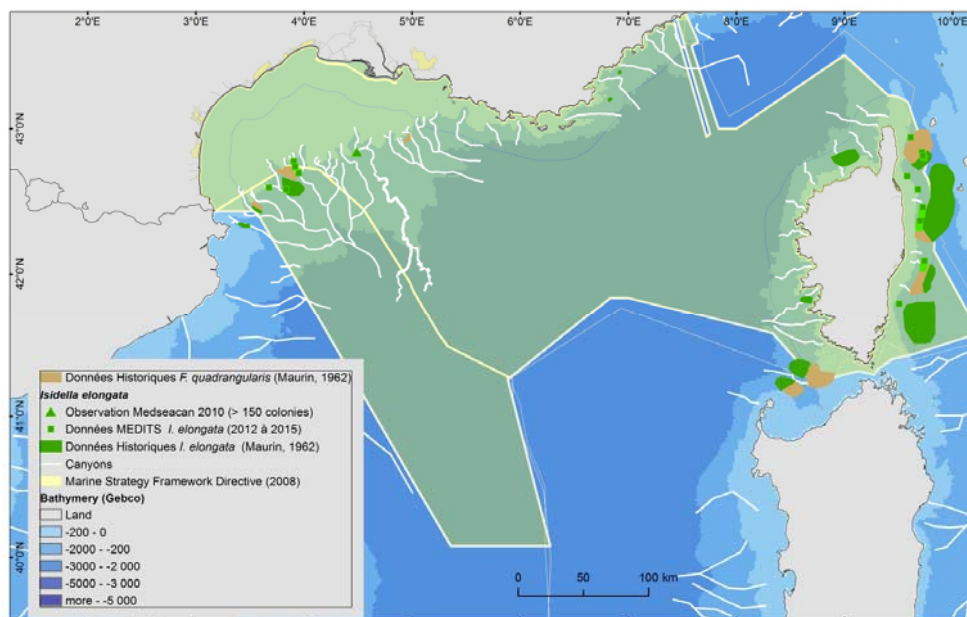 2°0'E 4°0'E 5°0'E 6°0'E 7°0'E 8°0'E 9°0'E 10°0'E
43°0'N
42°0'N
41°0'N
40°0'N
Données Historiques F. quadrangularis (Maurin, 1962)
Isidella elongata
Observation Medseacan 2010 (> 150 colonies)
Données MEDITS I. elongata (2012 à 2015)
Données Historiques I. elongata (Maurin, 1962)
Canyons
Marine Strategy Framework Directive (2008)
Bathymery (Gebco)
Land
-200 - 0
-2000 - -200
-3000 - -2 000
-5000 - -3 000
more - -5 000
0 50 100 km